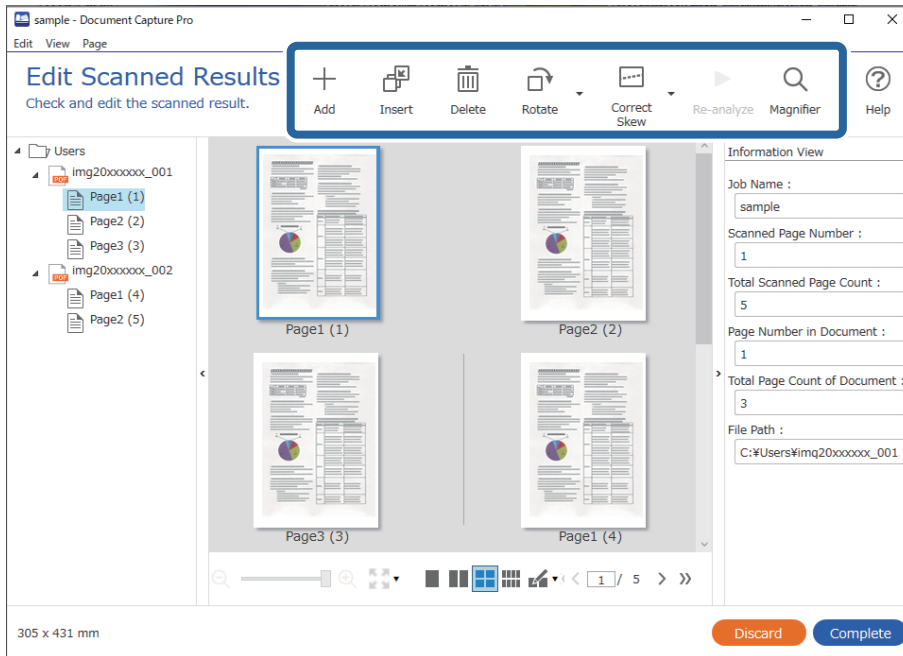 sample - Document Capture Pro
Edit View Page
Edit Scanned Results
Check and edit the scanned result.
Add
Insert
Delete
Rotate
Correct
Skew
Re-analyze
Magnifier
Help
Users
img20xxxxxx_001
PDF
Page1 (1)
Page2 (2)
Page3 (3)
img20xxxxxx_002
PDF
Page1 (4)
Page2 (5)
Page1 (1)
Page2 (2)
Page3 (3)
Page1 (4)
Information View
Job Name :
sample
Scanned Page Number :
1
Total Scanned Page Count :
5
Page Number in Document :
1
Total Page Count of Document :
3
File Path :
C:¥Users¥img20xxxxxx_001.
1 / 5
305 x 431 mm
Discard
Complete